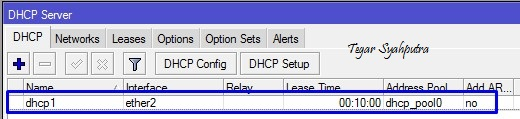 DHCP Server
DHCP Networks Leases Options Option Sets Alerts
Tegar Syahputra
DHCP Config DHCP Setup
Name Interface Relay Lease Time Address Pool Add AR...
dhcp1 ether2 00:10:00 dhcp_pool0 no